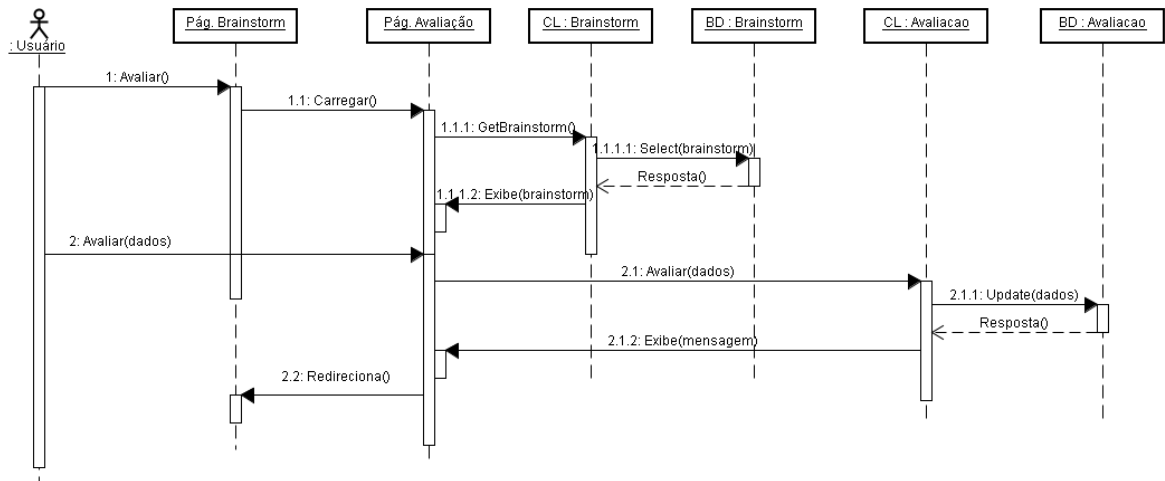 Pág. Brainstorm
Pág. Avaliação
CL : Brainstorm
BD : Brainstorm
CL : Avaliacao
BD : Avaliacao
: Usuário
1: Avaliar()
1.1: Carregar()
1.1.1: GetBrainstorm()
1.1.1.1: Select(brainstorm)
Resposta()
1.1.1.2: Exibe(brainstorm)
2: Avaliar(dados)
2.1: Avaliar(dados)
2.1.1: Update(dados)
Resposta()
2.1.2: Exibe(mensagem)
2.2: Redireciona()